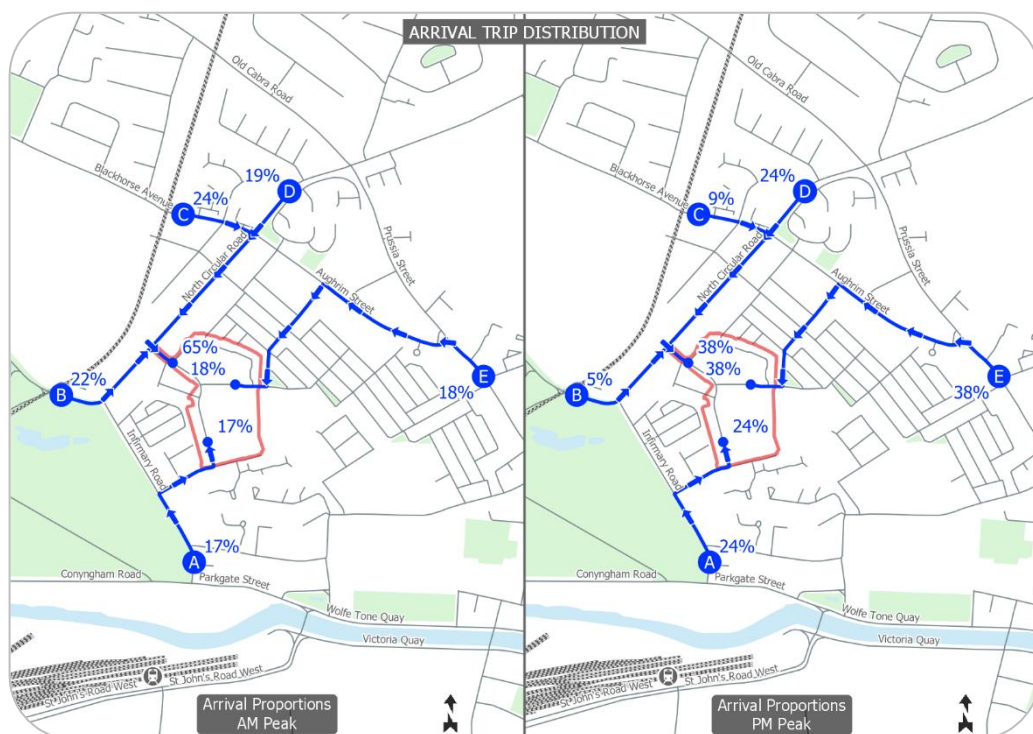 ARRIVAL TRIP DISTRIBUTION
Old Cabra Road
Blackhorse Avenue
24%
19%
C
D
North Circular Road
Prussia Street
Aughrim Street
65%
18%
22%
B
E
18%
17%
Infirmary Road
17%
A
Conyngham Road
Parkgate Street
Wolfe Tone Quay
Victoria Quay
St John's Road West
St John's Road West
Arrival Proportions
AM Peak
Old Cabra Road
Blackhorse Avenue
9%
24%
C
D
North Circular Road
Prussia Street
Aughrim Street
38%
38%
5%
B
E
38%
24%
Infirmary Road
24%
A
Conyngham Road
Parkgate Street
Wolfe Tone Quay
Victoria Quay
St John's Road West
St John's Road West
Arrival Proportions
PM Peak